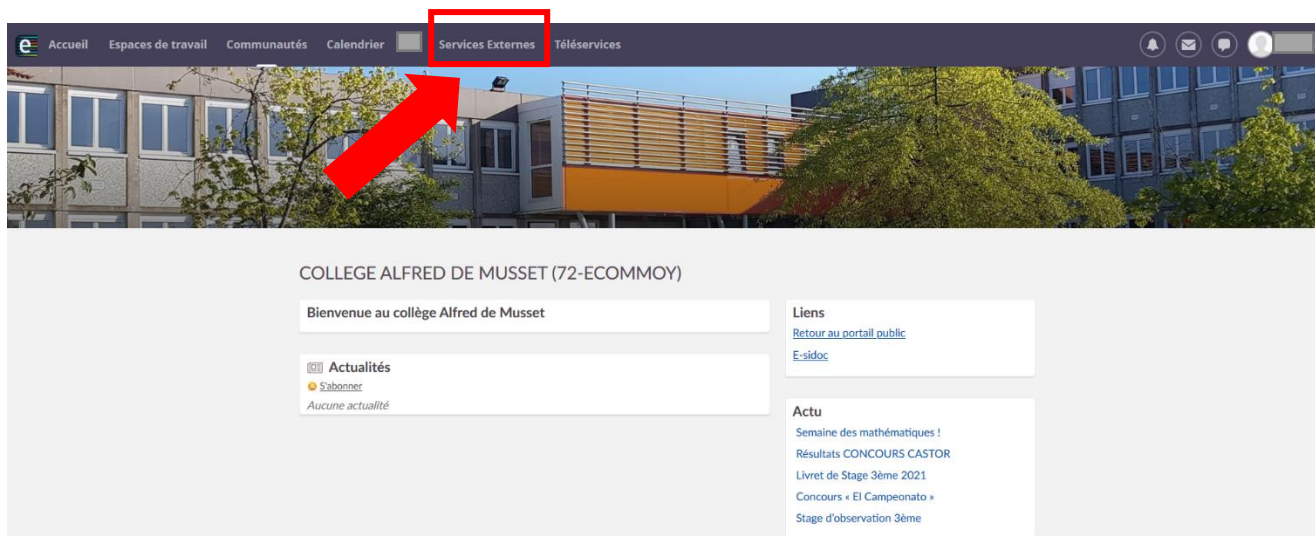 e Accueil Espaces de travail Communautés Calendrier Services Externes Téléservices
COLLEGE ALFRED DE MUSSET (72-ECOMMOY)
Bienvenue au collège Alfred de Musset
Actualités
S'abonner
Aucune actualité
Liens
Retour au portail public
E-sidoc
Actu
Semaine des mathématiques !
Résultats CONCOURS CASTOR
Livret de Stage 3ème 2021
Concours « El Campeonato »
Stage d'observation 3ème